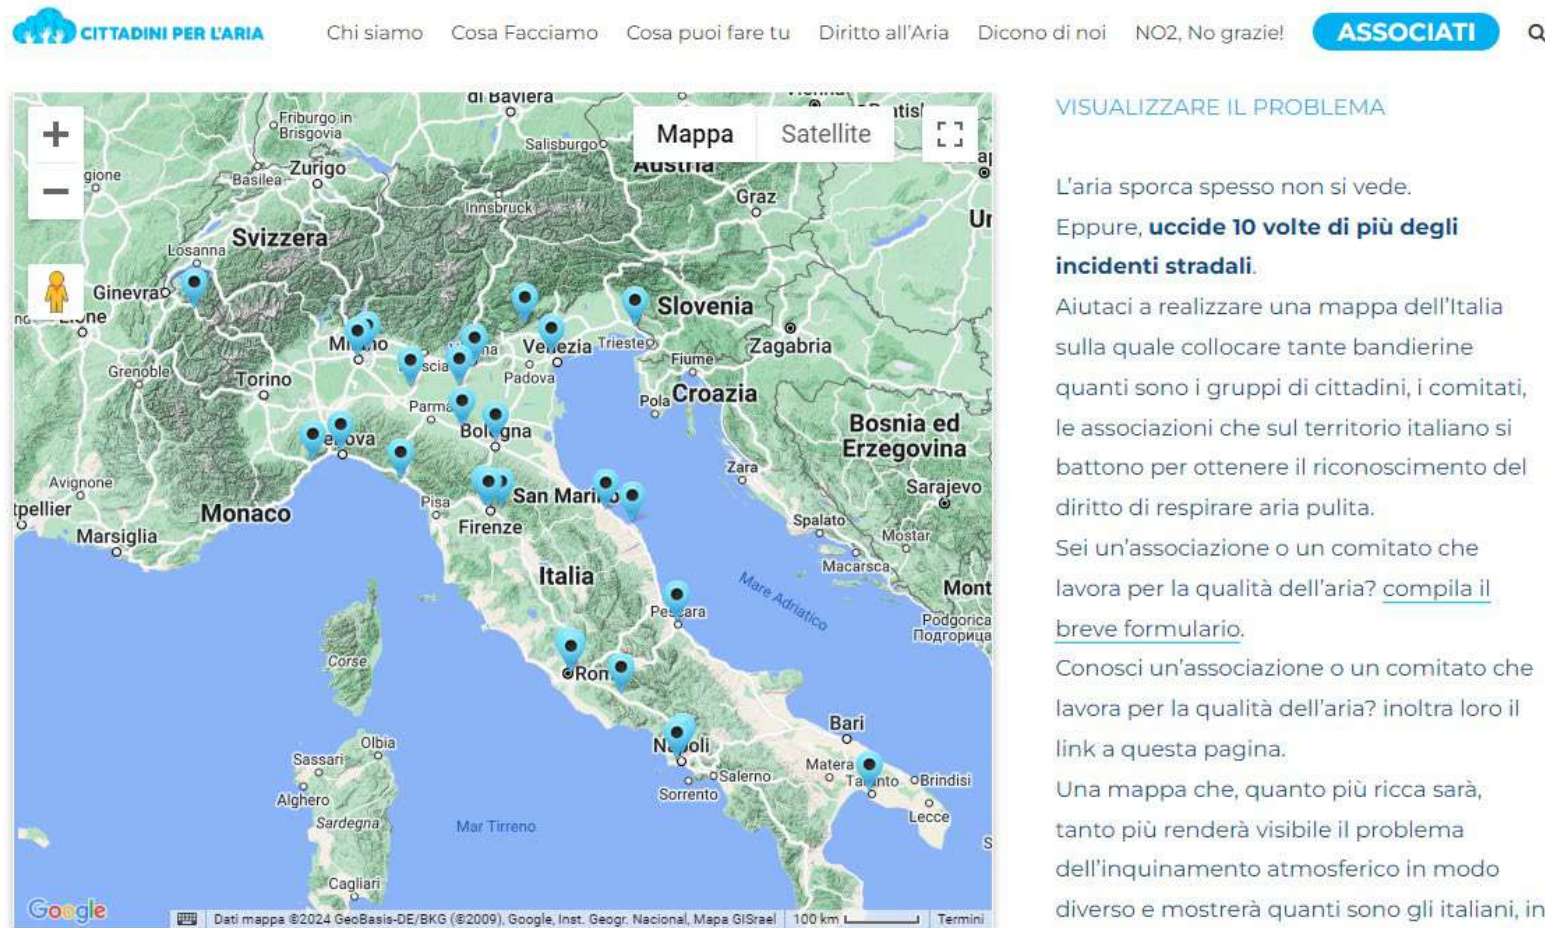 CITTADINI PER L'ARIA
Chi siamo
Cosa Facciamo
Cosa puoi fare tu
Diritto all'Aria
Dicono di noi
NO2, No grazie!
ASSOCIATI
di Baviera
Friburgo in
Brisgovia
Salisburgo
Mappa
Satellite
Austria
Zurigo
Basilea
Innsbruck
Graz
Svizzera
Losanna
Ginevra
Slovenia
Venezia
Trieste
Zagabria
Fiume
Grenoble
Torino
Padova
Pola
Croazia
Parma
Bologna
Bosnia ed
Erzegovina
Zara
Avignone
Sarajevo
Pisa
San Marino
Monaco
Firenze
Spalato
Marsiglia
Mostar
Macarsca
Italia
Mare Adriatico
Pescara
Podgorica
Подгорица
Corse
Roma
Bari
Napoli
Olbia
Sassari
Salerno
Matera
Taranto
Brindisi
Sorrento
Alghero
Lecce
Sardegna
Mar Tirreno
Cagliari
Google
Dati mappa ©2024 GeoBasis-DE/BKG (©2009), Google, Inst. Geogr. Nacional, Mapa GISrael
100 km
Termini
VISUALIZZARE IL PROBLEMA
L'aria sporca spesso non si vede.
Eppure, uccide 10 volte di più degli
incidenti stradali.
Aiutaci a realizzare una mappa dell'Italia
sulla quale collocare tante bandierine
quanti sono i gruppi di cittadini, i comitati,
le associazioni che sul territorio italiano si
battono per ottenere il riconoscimento del
diritto di respirare aria pulita.
Sei un'associazione o un comitato che
lavora per la qualità dell'aria? compila il
breve formulario.
Conosci un'associazione o un comitato che
lavora per la qualità dell'aria? inoltra loro il
link a questa pagina.
Una mappa che, quanto più ricca sarà,
tanto più renderà visibile il problema
dell'inquinamento atmosferico in modo
diverso e mostrerà quanti sono gli italiani, in